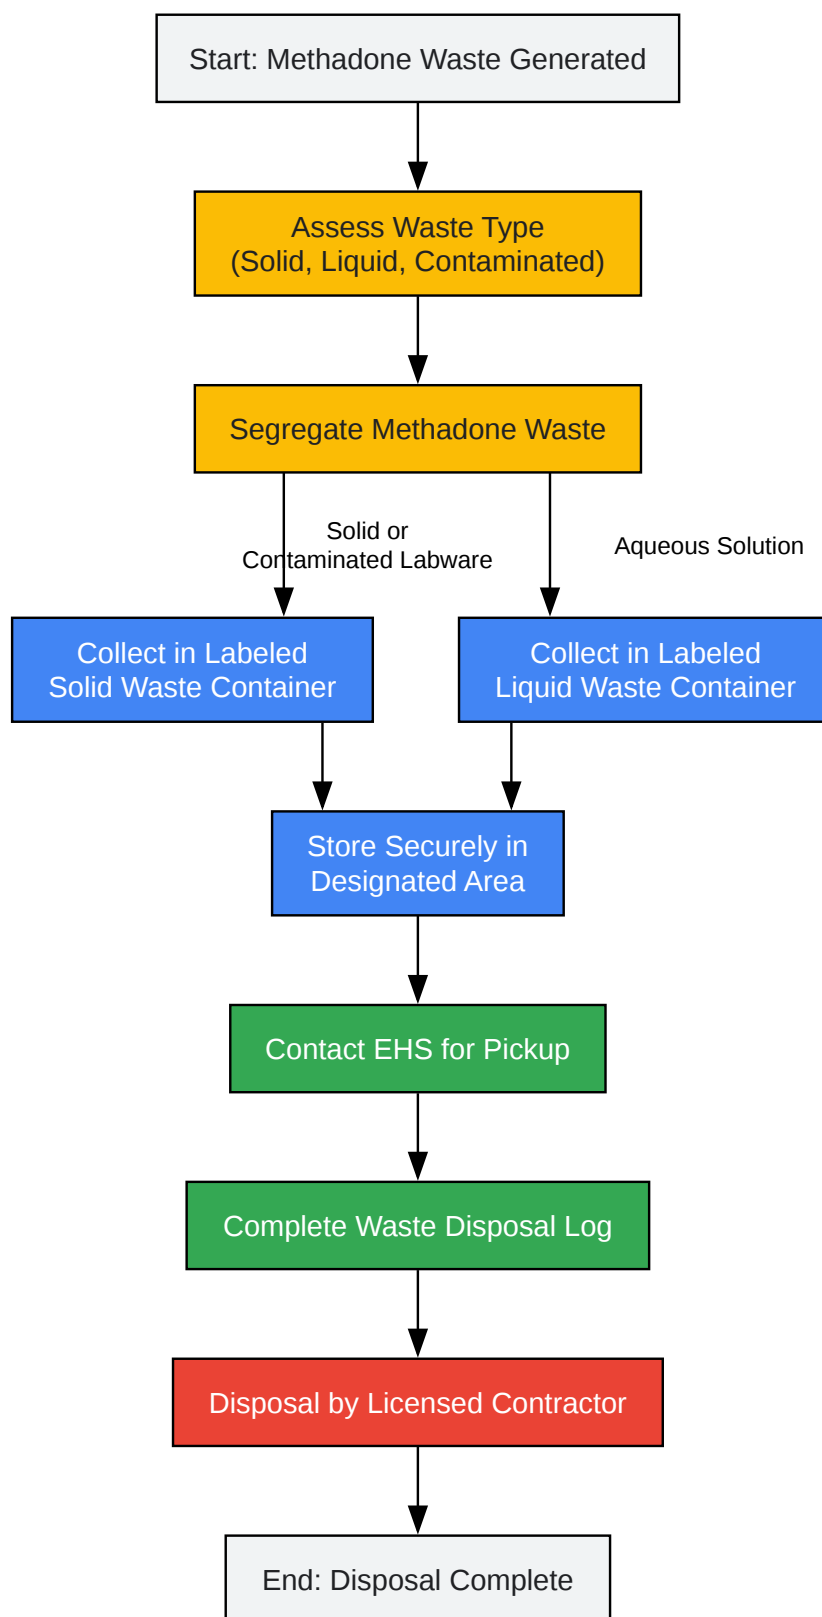 Start: Methadone Waste Generated
Assess Waste Type
(Solid, Liquid, Contaminated)
Segregate Methadone Waste
Solid or
Contaminated Labware
Aqueous Solution
Collect in Labeled
Solid Waste Container
Collect in Labeled
Liquid Waste Container
Store Securely in
Designated Area
Contact EHS for Pickup
Complete Waste Disposal Log
Disposal by Licensed Contractor
End: Disposal Complete